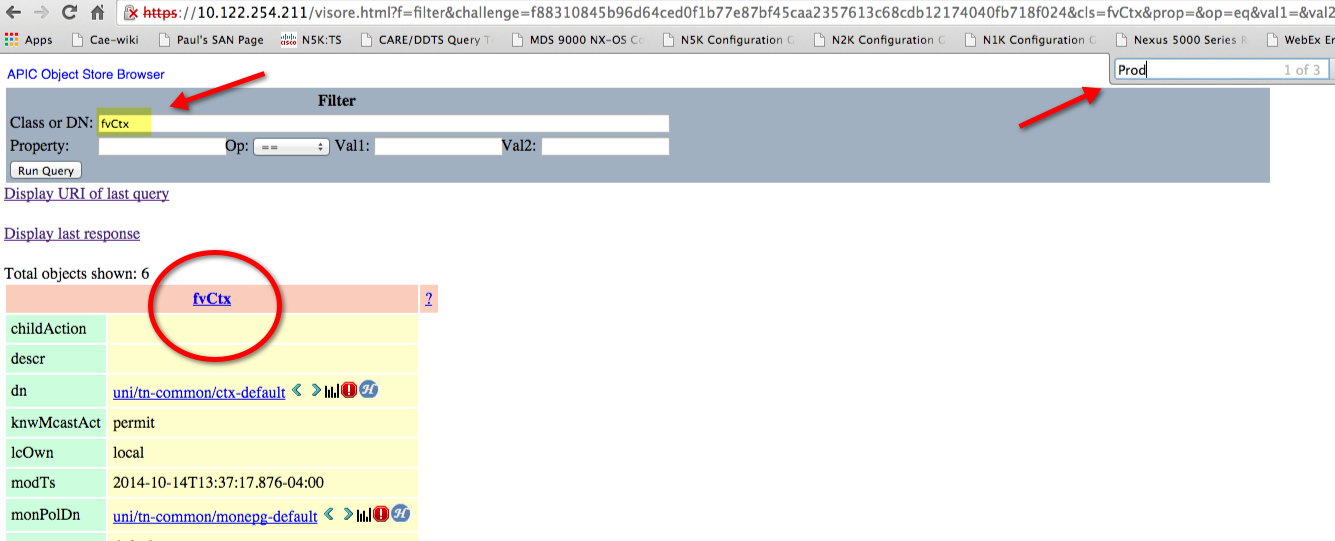 https://10.122.254.211/visore.html?f=filter&challenge=f88310845b96d64ced0f1b77e87bf45caa2357613c68cdb12174040fb718f024&cls=fvCtx&prop=&op=eq&val1=&val2
Apps Cae-wiki Paul's SAN Page cisco N5K:TS CARE/DDTS Query T MDS 9000 NX-OS Co N5K Configuration G N2K Configuration G N1K Configuration G Nexus 5000 Series R WebEx En
Prod 1 of 3
APIC Object Store Browser
Filter
Class or DN: fvCtx
Property: Op: == Val1: Val2:
Run Query
Display URI of last query
Display last response
Total objects shown: 6
fvCtx ?
childAction
descr
dn uni/tn-common/ctx-default H
knwMcastAct permit
lcOwn local
modTs 2014-10-14T13:37:17.876-04:00
monPolDn uni/tn-common/monepg-default H